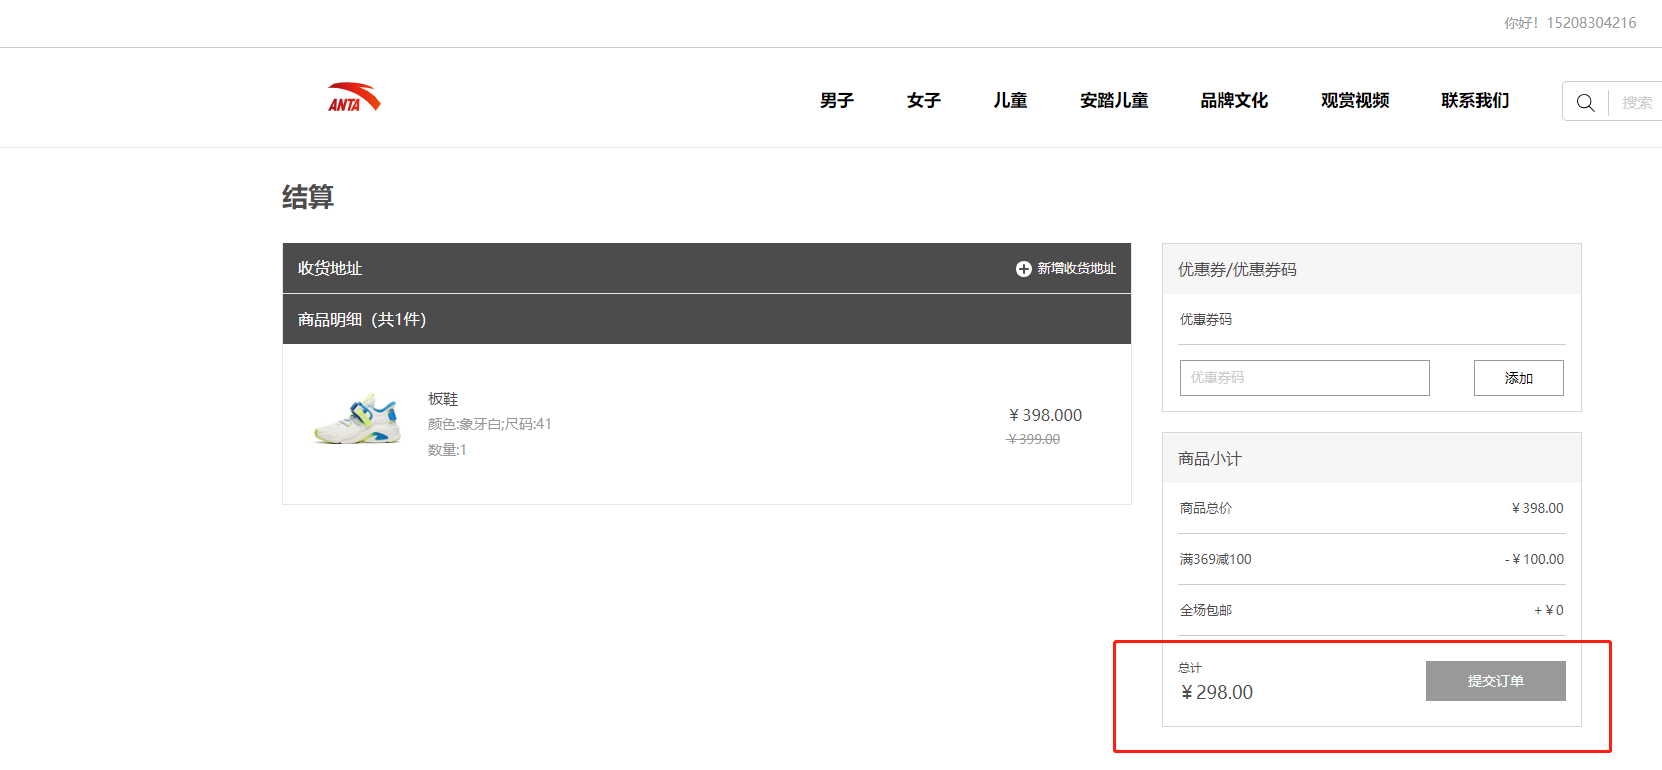 你好！15208304216
ANTA
男子 女子 儿童 安踏儿童 品牌文化 观赏视频 联系我们 搜索
结算
收货地址 新增收货地址
商品明细（共1件）
板鞋
颜色:象牙白;尺码:41
数量:1
￥398.000
￥399.00
优惠券/优惠券码
优惠券码
优惠券码 添加
商品小计
商品总价 ￥398.00
满369减100 -￥100.00
全场包邮 +￥0
总计
￥298.00
提交订单